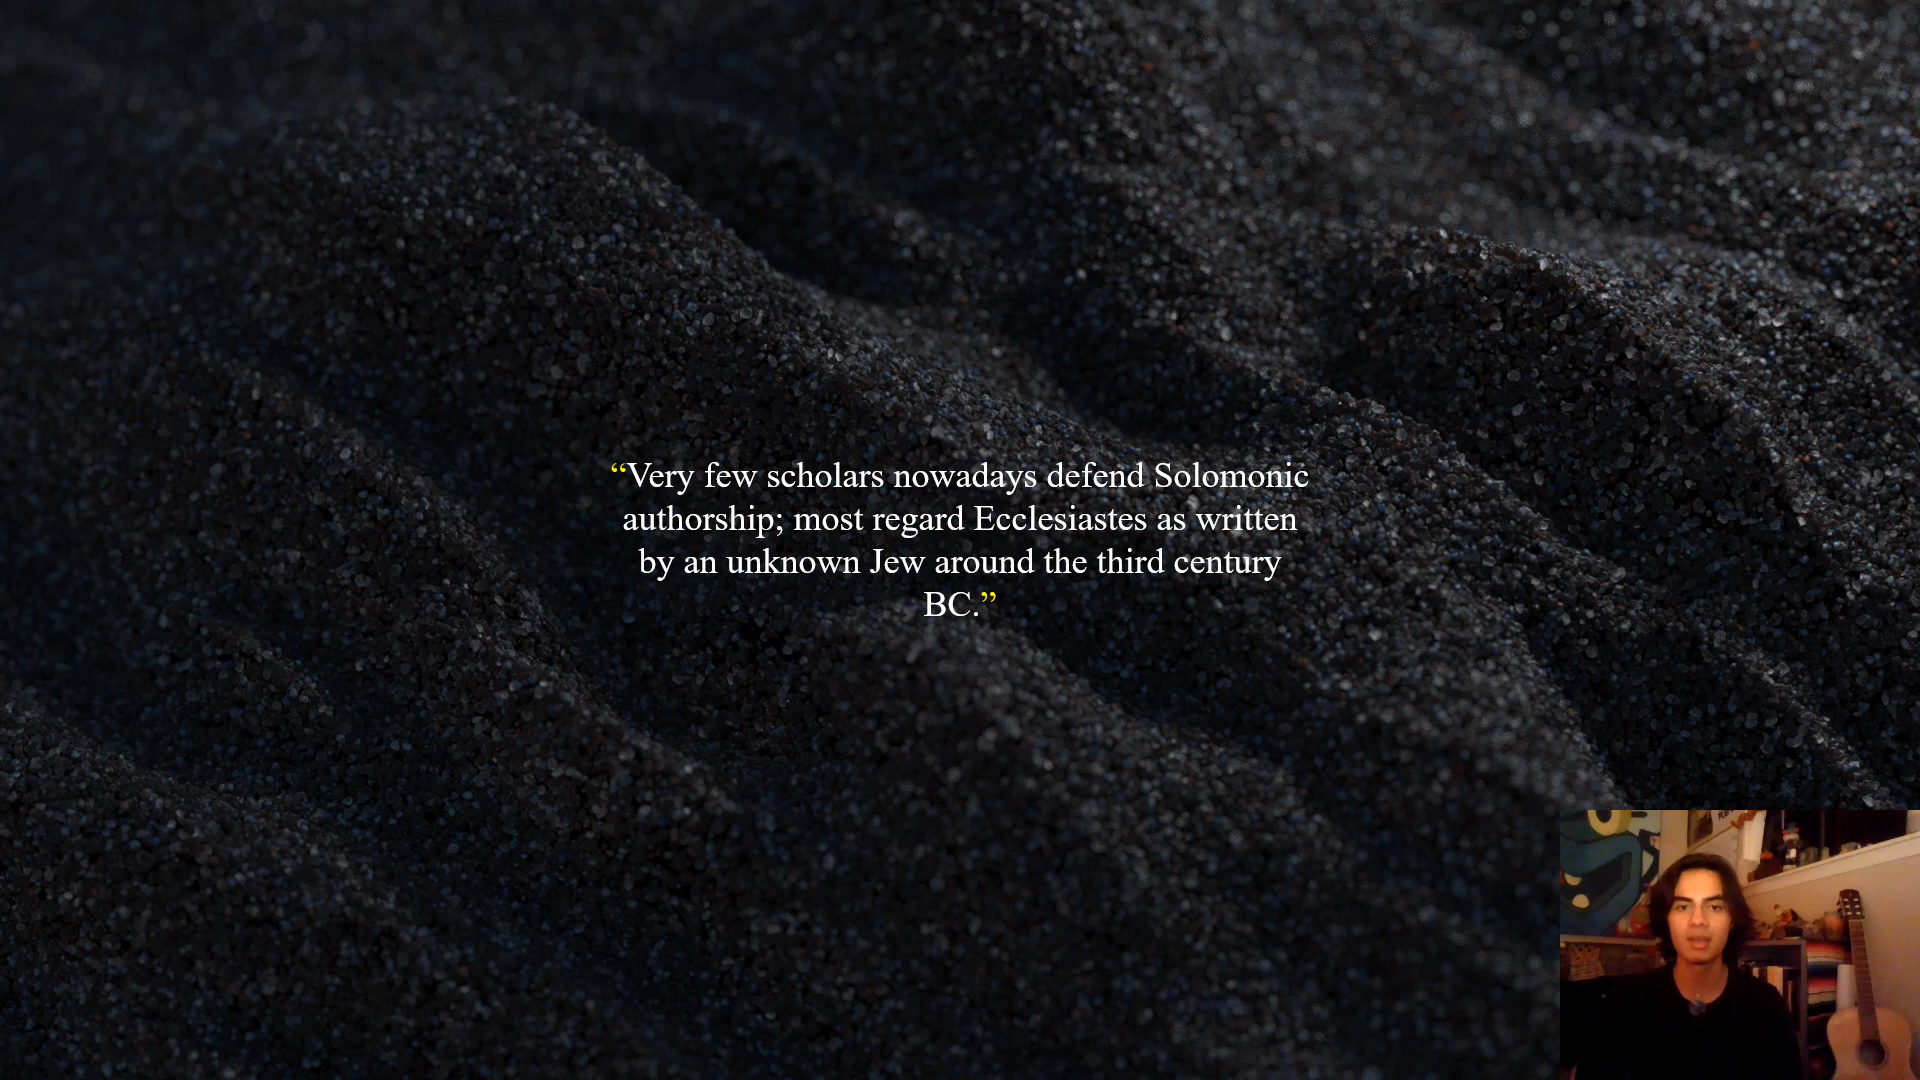 “Very few scholars nowadays defend Solomonic
authorship; most regard Ecclesiastes as written
by an unknown Jew around the third century
BC.”